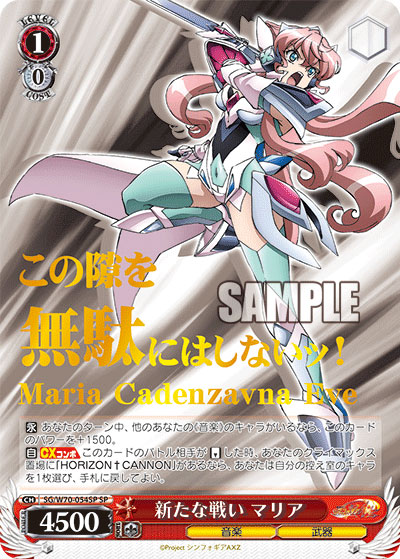 LEVEL
1
0
COST
この隙を
無駄にはしないッ!
SAMPLE
Maria Cadenzavna Eve
永 あなたのターン中、他のあなたの《音楽》のキャラがいるなら、このカード
のパワーを+1500。
自 CXコンボ このカードのバトル相手が した時、あなたのクライマックス
置場に「HORIZON†CANNON」があるなら、あなたは自分の控え室のキャラ
を1枚選び、手札に戻してよい。
CH SG/W70-054SP SP
4500
新たな戦い マリア
音楽
武器
©Project シンフォギアAXZ